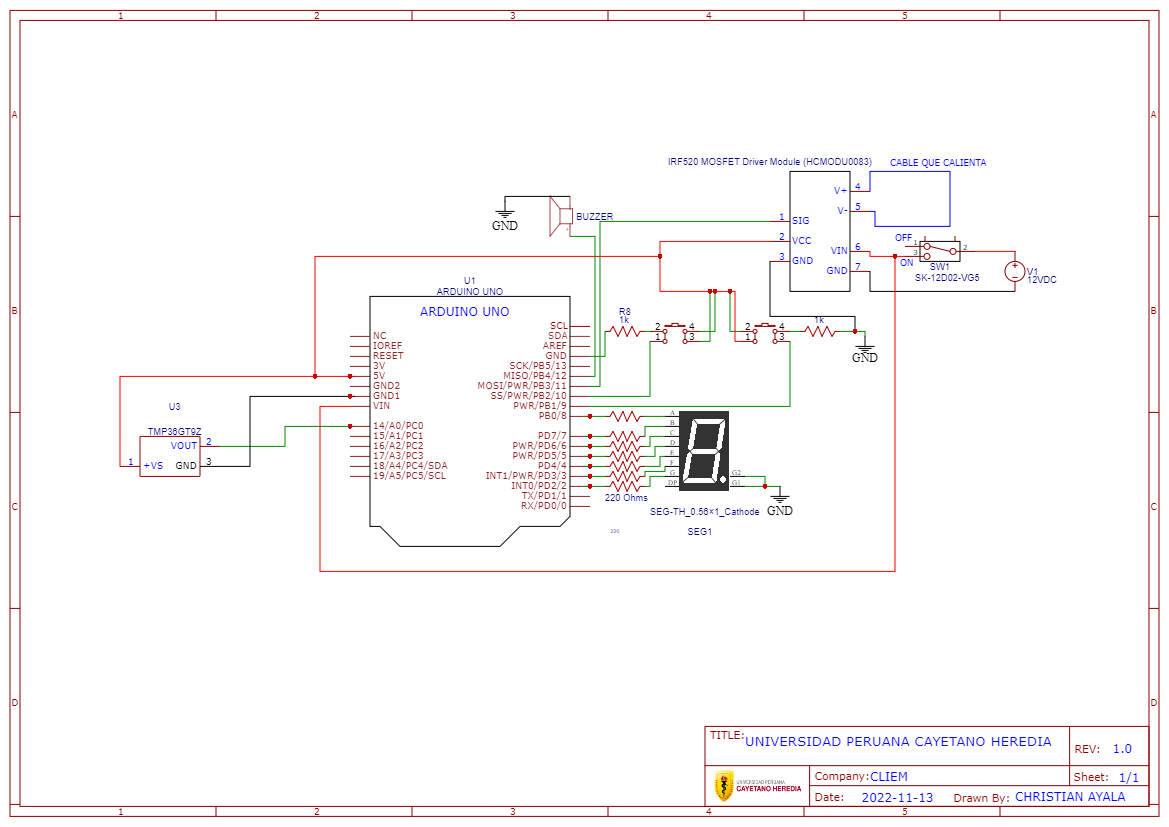 1 2 3 4 5
A A
B B
C C
D D
1 2 3 4 5
IRF520 MOSFET Driver Module (HCMODU0083)
CABLE QUE CALIENTA
V+ 4
V- 5
1 SIG
2 VCC
3 GND
VIN 6
GND 7
OFF
ON
1
3
2
SW1
SK-12D02-VG5
V1
12VDC
GND
BUZZER
U1
ARDUINO UNO
ARDUINO UNO
NC
IOREF
RESET
3V
5V
GND2
GND1
VIN
14/A0/PC0
15/A1/PC1
16/A2/PC2
17/A3/PC3
18/A4/PC4/SDA
19/A5/PC5/SCL
SCL
SDA
AREF
GND
SCK/PB5/13
MISO/PB4/12
MOSI/PWR/PB3/11
SS/PWR/PB2/10
PWR/PB1/9
PB0/8
PD7/7
PWR/PD6/6
PWR/PD5/5
PD4/4
INT1/PWR/PD3/3
INT0/PD2/2
TX/PD1/1
RX/PD0/0
R8
1k
2 4
1 3
2 4
1 3
1k
GND
U3
TMP36GT9Z
VOUT 2
1 +VS
GND 3
A
B
C
D
E
F
G
DP
G2
G1
220 Ohms
SEG-TH_0.56×1_Cathode
GND
SEG1
220
TITLE:
UNIVERSIDAD PERUANA CAYETANO HEREDIA
REV: 1.0
UNIVERSIDAD PERUANA
CAYETANO HEREDIA
Company: CLIEM
Sheet: 1/1
Date: 2022-11-13
Drawn By: CHRISTIAN AYALA